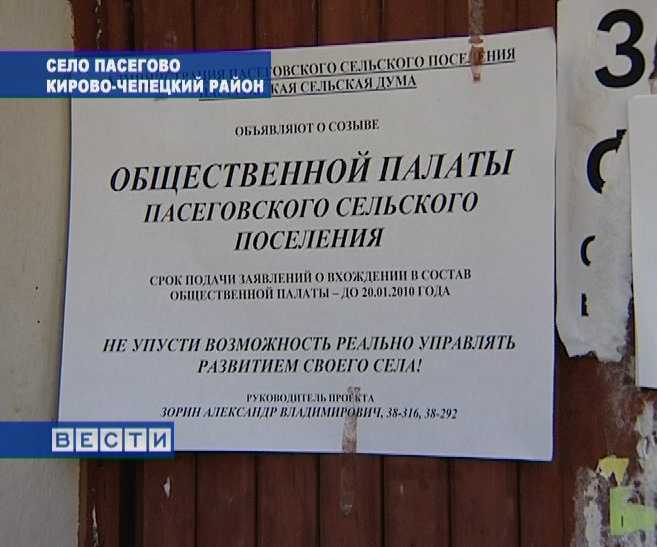 СЕЛО ПАСЕГОВО
КИРОВО-ЧЕПЕЦКИЙ РАЙОН
ПАСЕГОВСКОГО СЕЛЬСКОГО ПОСЕЛЕНИЯ
СЕЛЬСКАЯ ДУМА
ОБЪЯВЛЯЮТ О СОЗЫВЕ
ОБЩЕСТВЕННОЙ ПАЛАТЫ
ПАСЕГОВСКОГО СЕЛЬСКОГО
ПОСЕЛЕНИЯ
СРОК ПОДАЧИ ЗАЯВЛЕНИЙ О ВХОЖДЕНИИ В СОСТАВ
ОБЩЕСТВЕННОЙ ПАЛАТЫ – ДО 20.01.2010 ГОДА
НЕ УПУСТИ ВОЗМОЖНОСТЬ РЕАЛЬНО УПРАВЛЯТЬ
РАЗВИТИЕМ СВОЕГО СЕЛА!
РУКОВОДИТЕЛЬ ПРОЕКТА
ЗОРИН АЛЕКСАНДР ВЛАДИМИРОВИЧ, 38-316, 38-292
ВЕСТИ